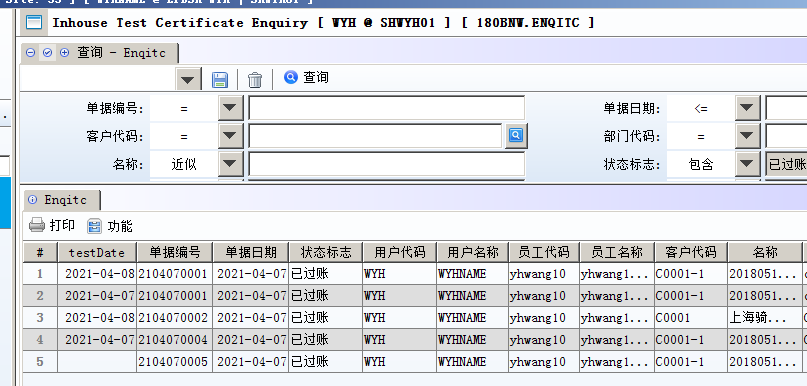 Inhouse Test Certificate Enquiry [ WYH @ SHWYH01 ] [ 180BNW.ENQITC ]
查询 - Enqitc
查询
单据编号: = 单据日期: <=
客户代码: = 部门代码: =
名称: 近似 状态标志: 包含 已过账
Enqitc
打印 功能
# testDate 单据编号 单据日期 状态标志 用户代码 用户名称 员工代码 员工名称 客户代码 名称
1 2021-04-08 2104070001 2021-04-07 已过账 WYH WYHNAME yhwang10 yhwang1... C0001-1 2018051...
2 2021-04-07 2104070001 2021-04-07 已过账 WYH WYHNAME yhwang10 yhwang1... C0001-1 2018051...
3 2021-04-08 2104070002 2021-04-07 已过账 WYH WYHNAME yhwang10 yhwang1... C0001 上海骑...
4 2021-04-07 2104070004 2021-04-07 已过账 WYH WYHNAME yhwang10 yhwang1... C0001-1 2018051...
5 2104070005 2021-04-07 已过账 WYH WYHNAME yhwang10 yhwang1... C0001-1 2018051...